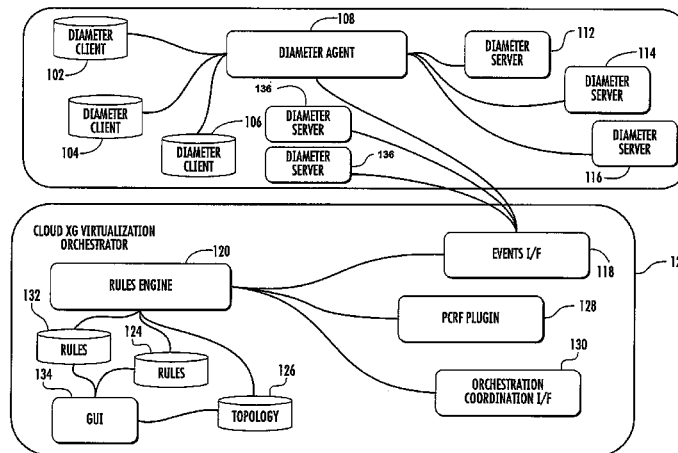 108
DIAMETER
CLIENT
102
DIAMETER AGENT
DIAMETER
SERVER
112
114
DIAMETER
SERVER
136
DIAMETER
CLIENT
104
106
DIAMETER
SERVER
DIAMETER
CLIENT
DIAMETER
SERVER
136
DIAMETER
SERVER
116
CLOUD XG VIRTUALIZATION
ORCHESTRATOR
120
EVENTS I/F
118
RULES ENGINE
132
124
PCRF PLUGIN
128
RULES
RULES
134
126
130
GUI
TOPOLOGY
ORCHESTRATION
COORDINATION I/F